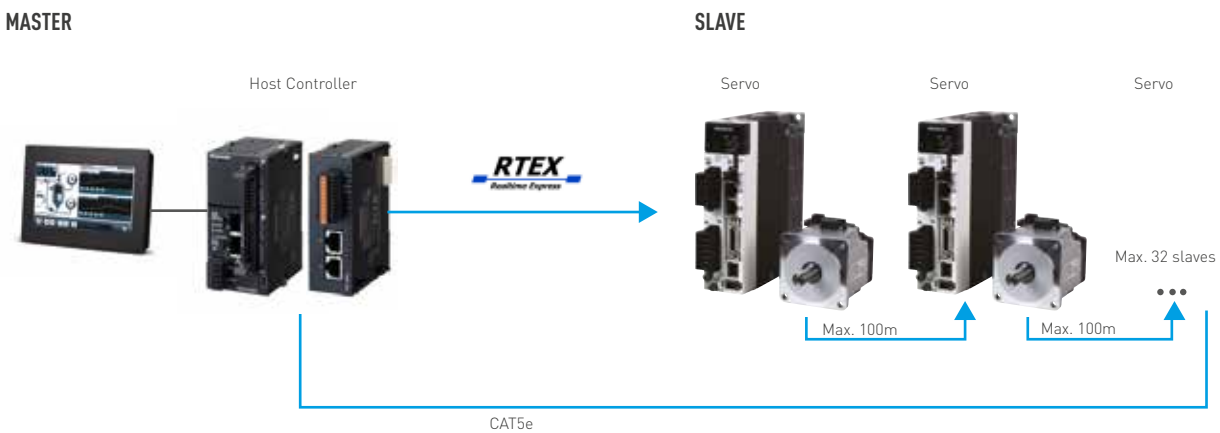 MASTER
SLAVE
Host Controller
Servo
Servo
Servo
RTEX
Realtime Express
Max. 32 slaves
Max. 100m
Max. 100m
CAT5e